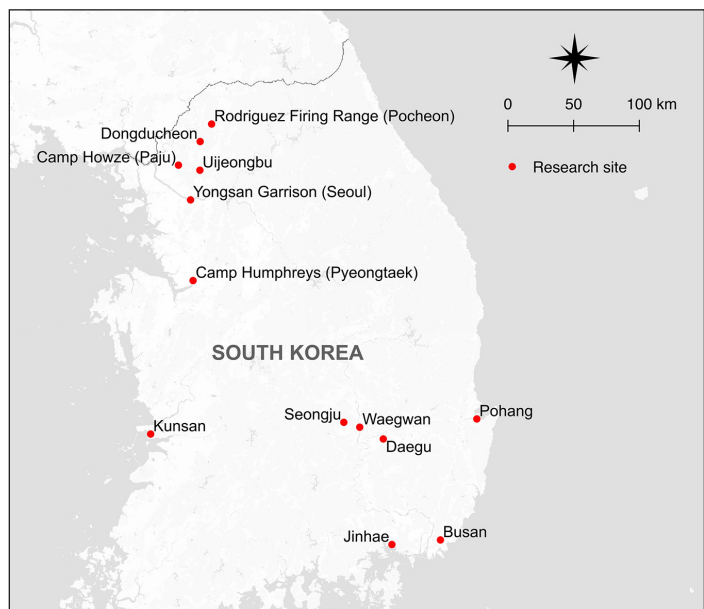 0 50 100 km
Rodriguez Firing Range (Pocheon)
Dongducheon
Camp Howze (Paju)
Uijeongbu
Research site
Yongsan Garrison (Seoul)
Camp Humphreys (Pyeongtaek)
SOUTH KOREA
Seongju
Waegwan
Pohang
Kunsan
Daegu
Jinhae
Busan